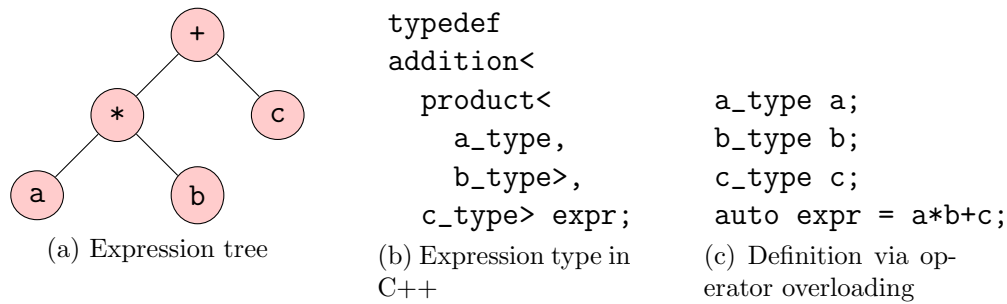 +
*
c
a
b
(a) Expression tree
typedef
addition<
product<
a_type,
b_type>,
c_type> expr;
(b) Expression type in
C++
a_type a;
b_type b;
c_type c;
auto expr = a*b+c;
(c) Definition via op-
erator overloading